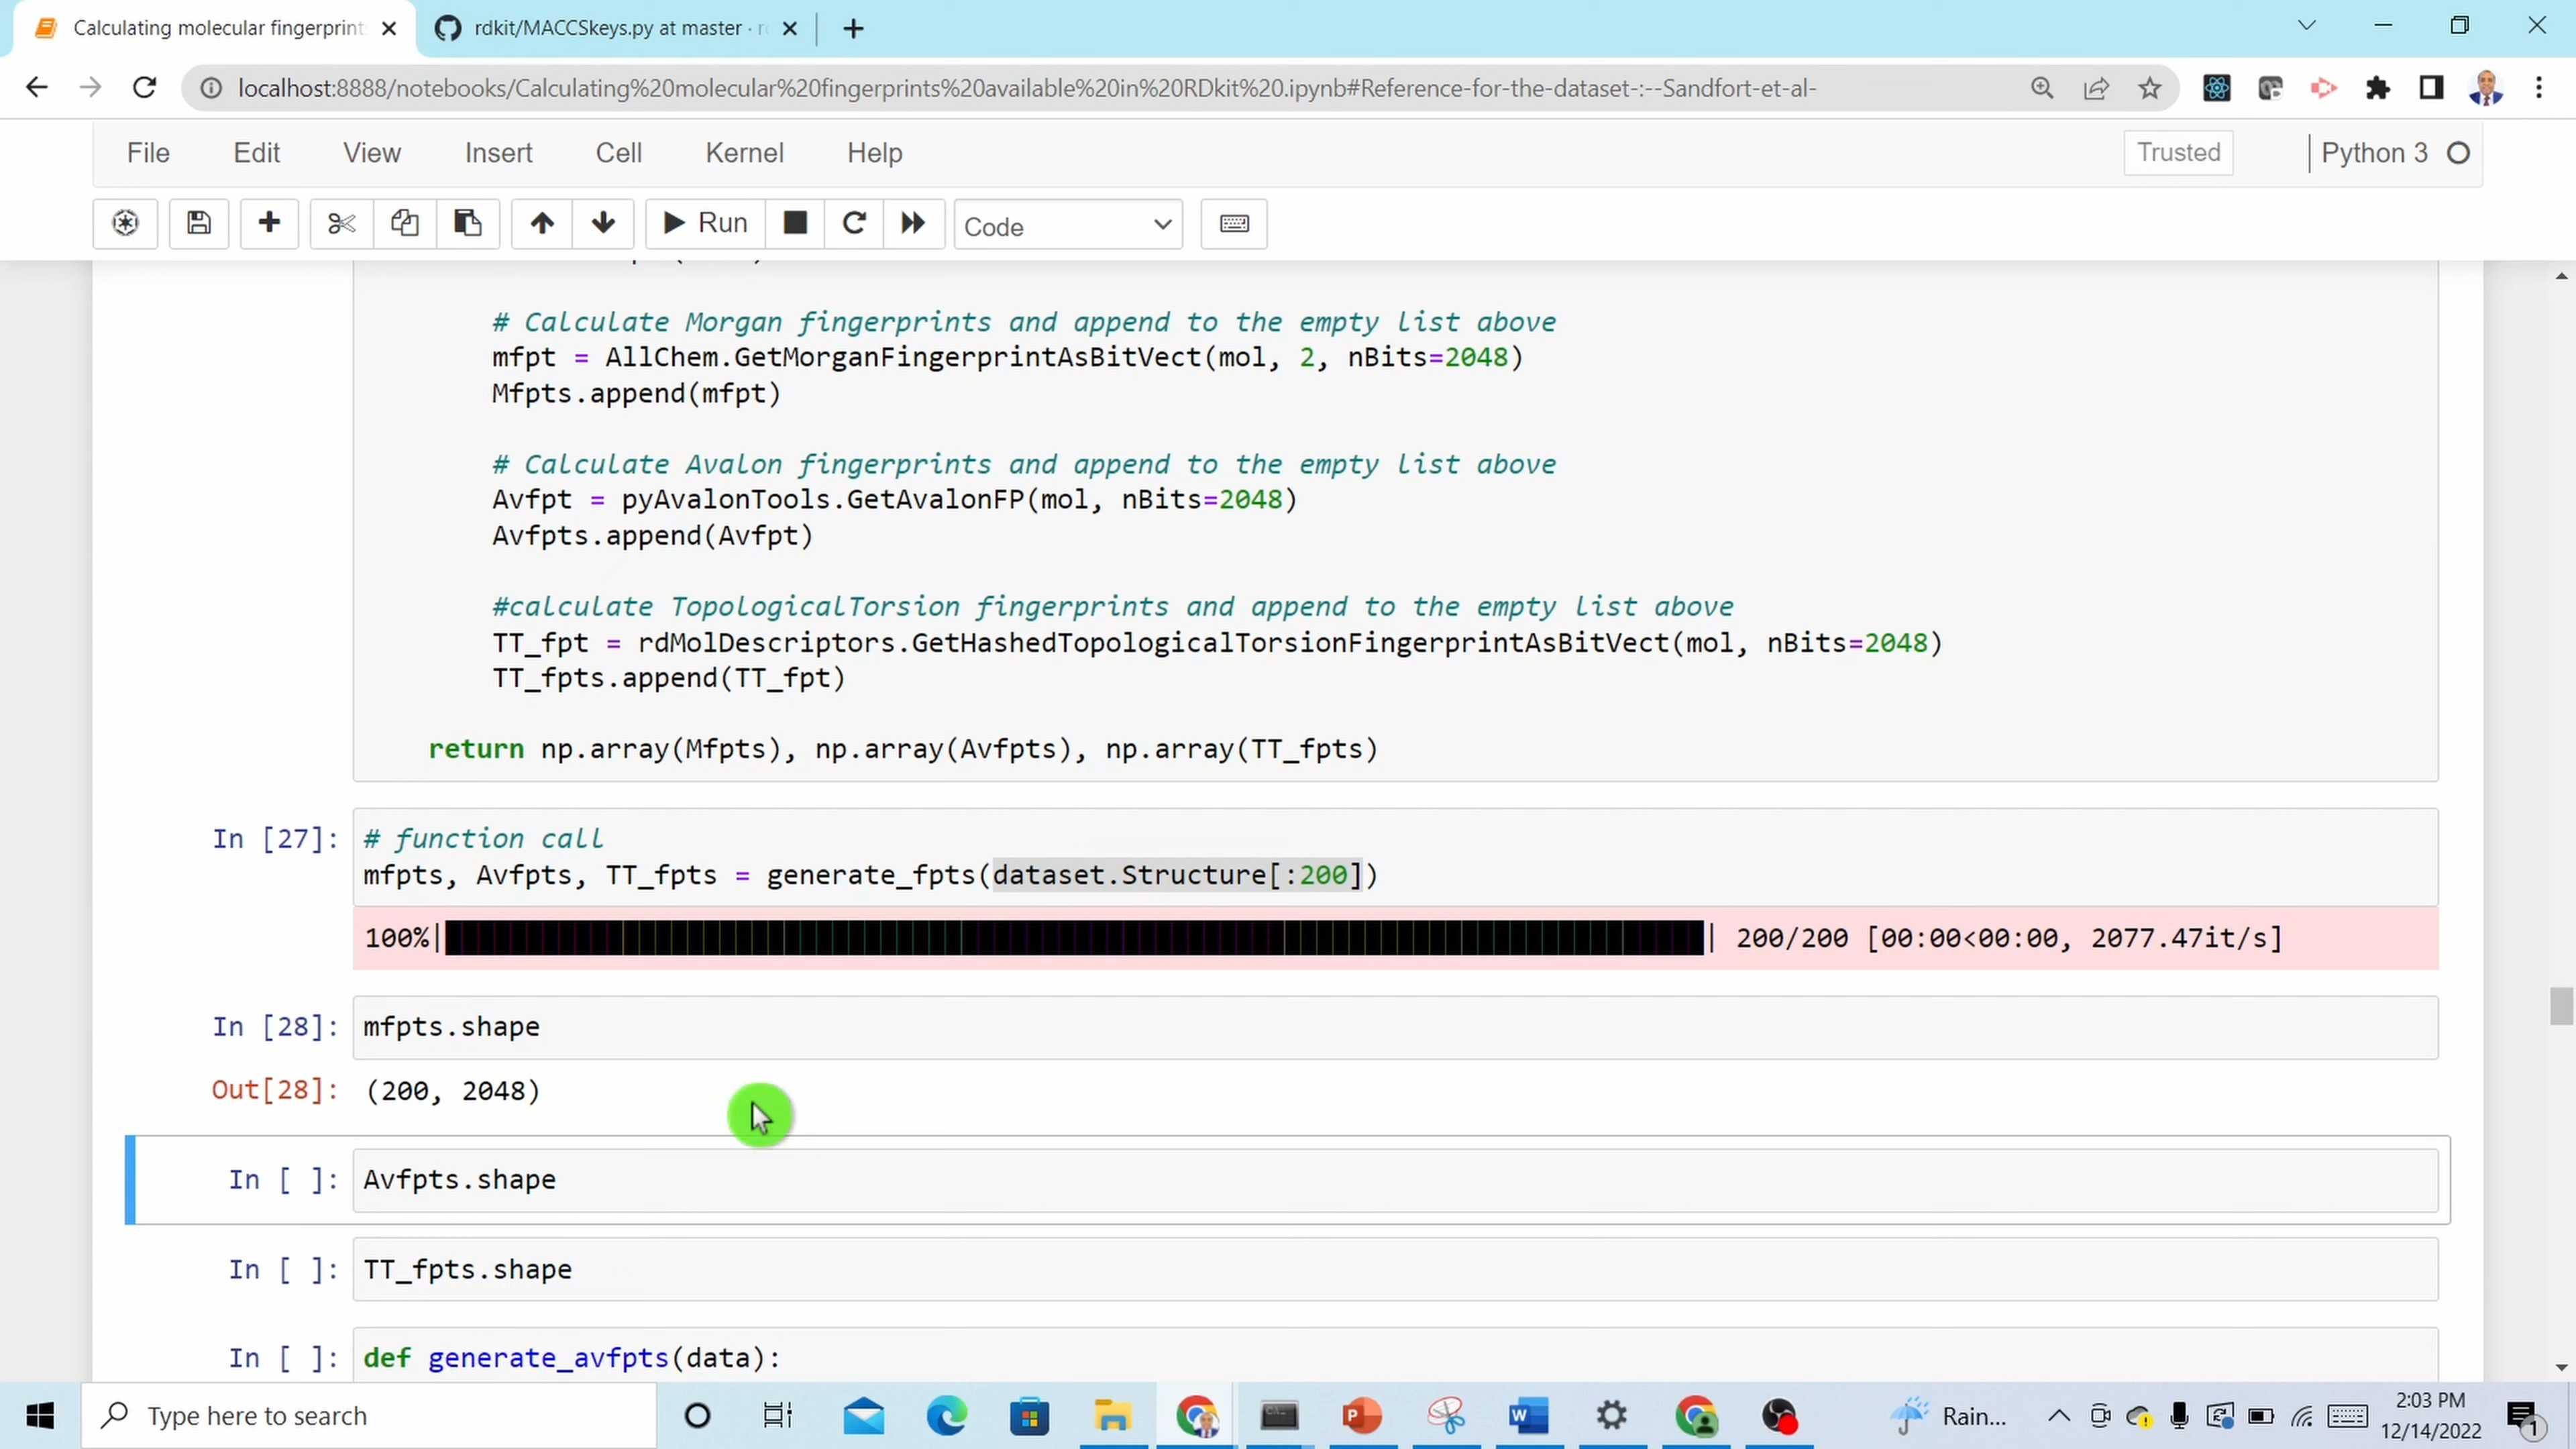 Calculating molecular fingerprint
rdkit/MACCSkeys.py at master · r
localhost:8888/notebooks/Calculating%20molecular%20fingerprints%20available%20in%20RDkit%20.ipynb#Reference-for-the-dataset-:--Sandfort-et-al-
File Edit View Insert Cell Kernel Help Trusted Python 3
Run Code
# Calculate Morgan fingerprints and append to the empty list above
mfpt = AllChem.GetMorganFingerprintAsBitVect(mol, 2, nBits=2048)
Mfpts.append(mfpt)
# Calculate Avalon fingerprints and append to the empty list above
Avfpt = pyAvalonTools.GetAvalonFP(mol, nBits=2048)
Avfpts.append(Avfpt)
#calculate TopologicalTorsion fingerprints and append to the empty list above
TT_fpt = rdMolDescriptors.GetHashedTopologicalTorsionFingerprintAsBitVect(mol, nBits=2048)
TT_fpts.append(TT_fpt)
return np.array(Mfpts), np.array(Avfpts), np.array(TT_fpts)
In [27]: # function call
mfpts, Avfpts, TT_fpts = generate_fpts(dataset.Structure[:200])
100%| | 200/200 [00:00<00:00, 2077.47it/s]
In [28]: mfpts.shape
Out[28]: (200, 2048)
In [ ]: Avfpts.shape
In [ ]: TT_fpts.shape
In [ ]: def generate_avfpts(data):
Type here to search
Rain...
2:03 PM
12/14/2022
1